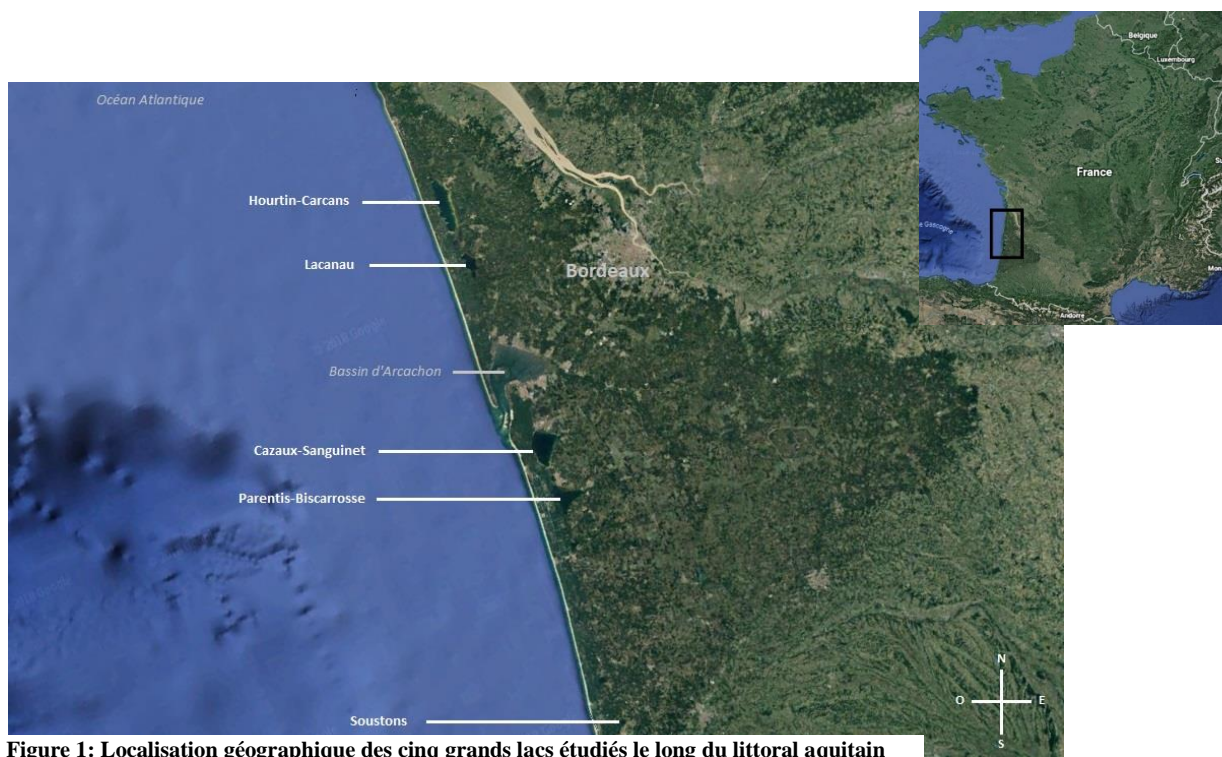 Océan Atlantique
Hourtin-Carcans
Lacanau
Bordeaux
Bassin d'Arcachon
Cazaux-Sanguinet
Parentis-Biscarrosse
Soustons
N
O
E
S
Belgique
Luxembourg
France
Gascogne
Andorre
Figure 1: Localisation géographique des cinq grands lacs étudiés le long du littoral aquitain